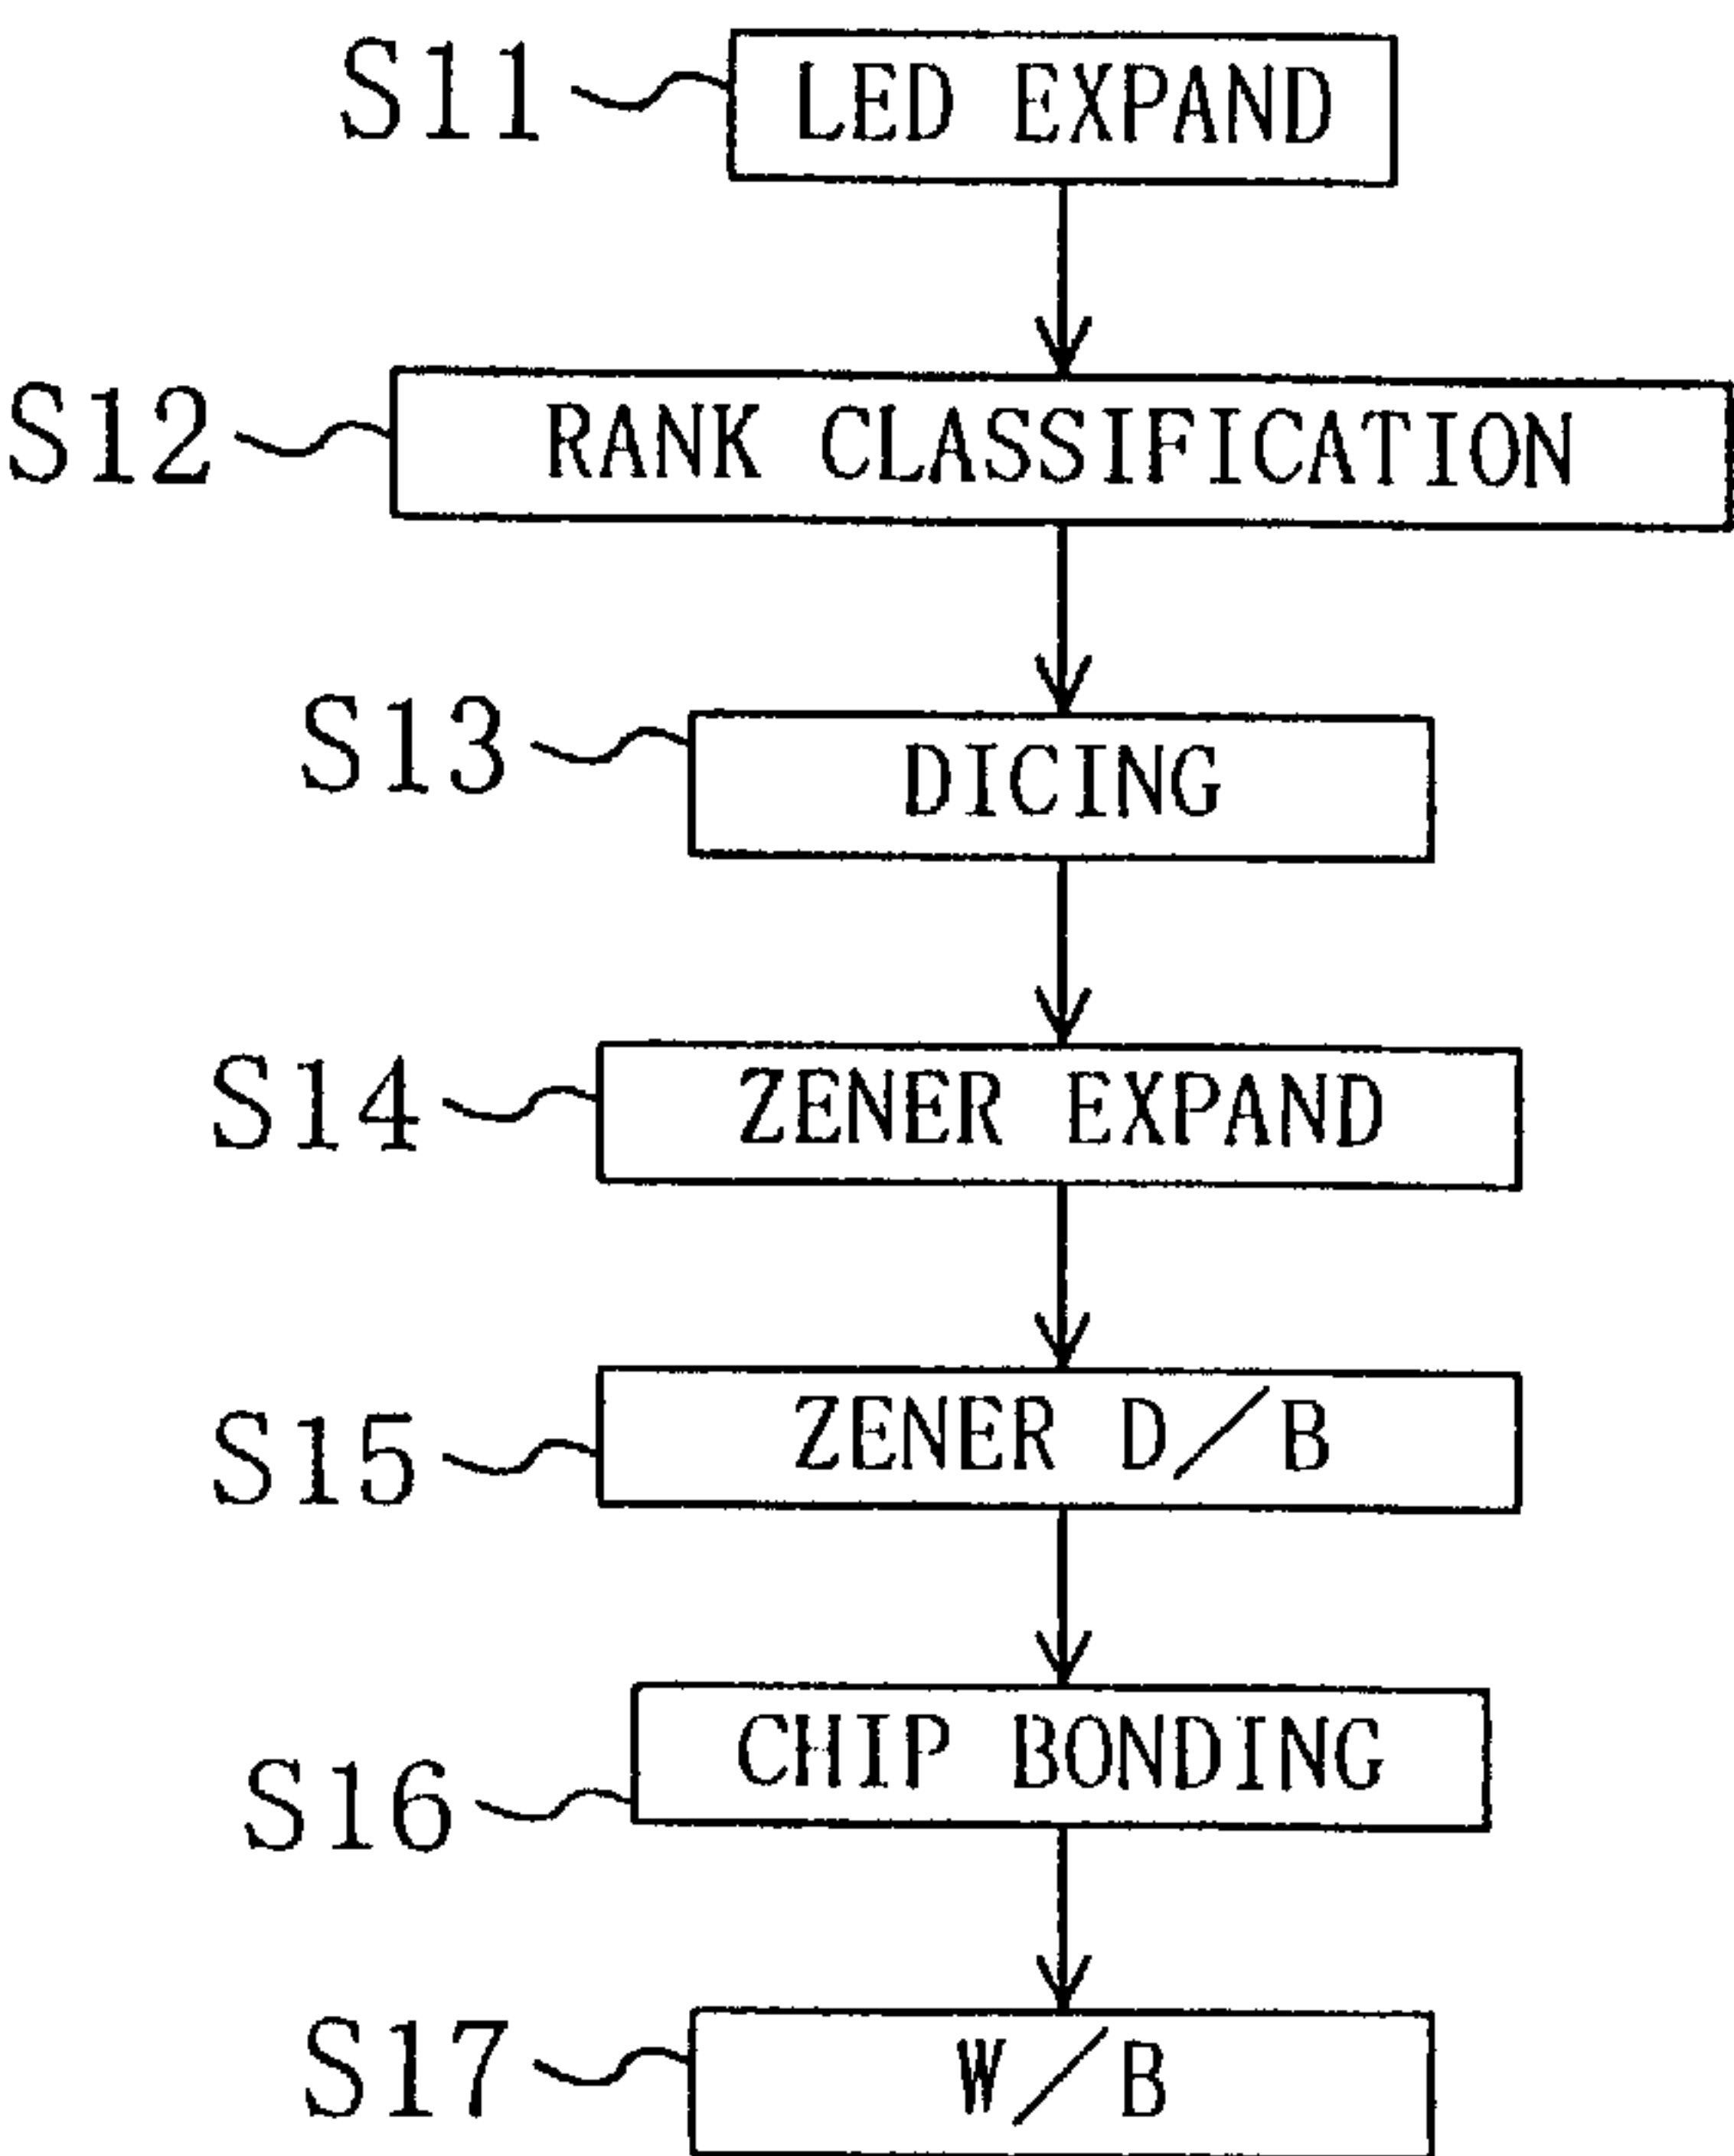 S11 LED EXPAND
S12 RANK CLASSIFICATION
S13 DICING
S14 ZENER EXPAND
S15 ZENER D/B
S16 CHIP BONDING
S17 W/B